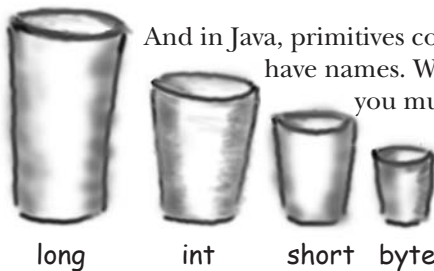 And in Java, primitives co
have names. W
you mu
long int short byte